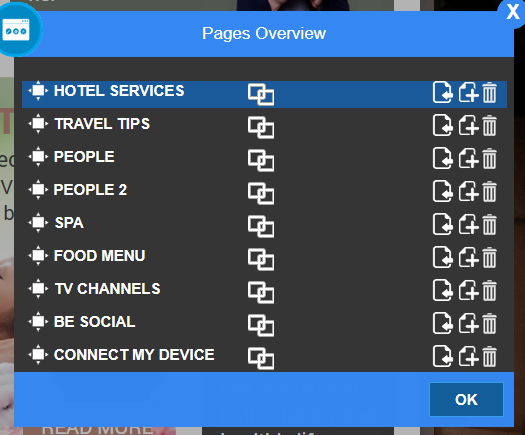 X
Pages Overview
HOTEL SERVICES
TRAVEL TIPS
PEOPLE
PEOPLE 2
SPA
FOOD MENU
TV CHANNELS
BE SOCIAL
CONNECT MY DEVICE
OK
READ MORE